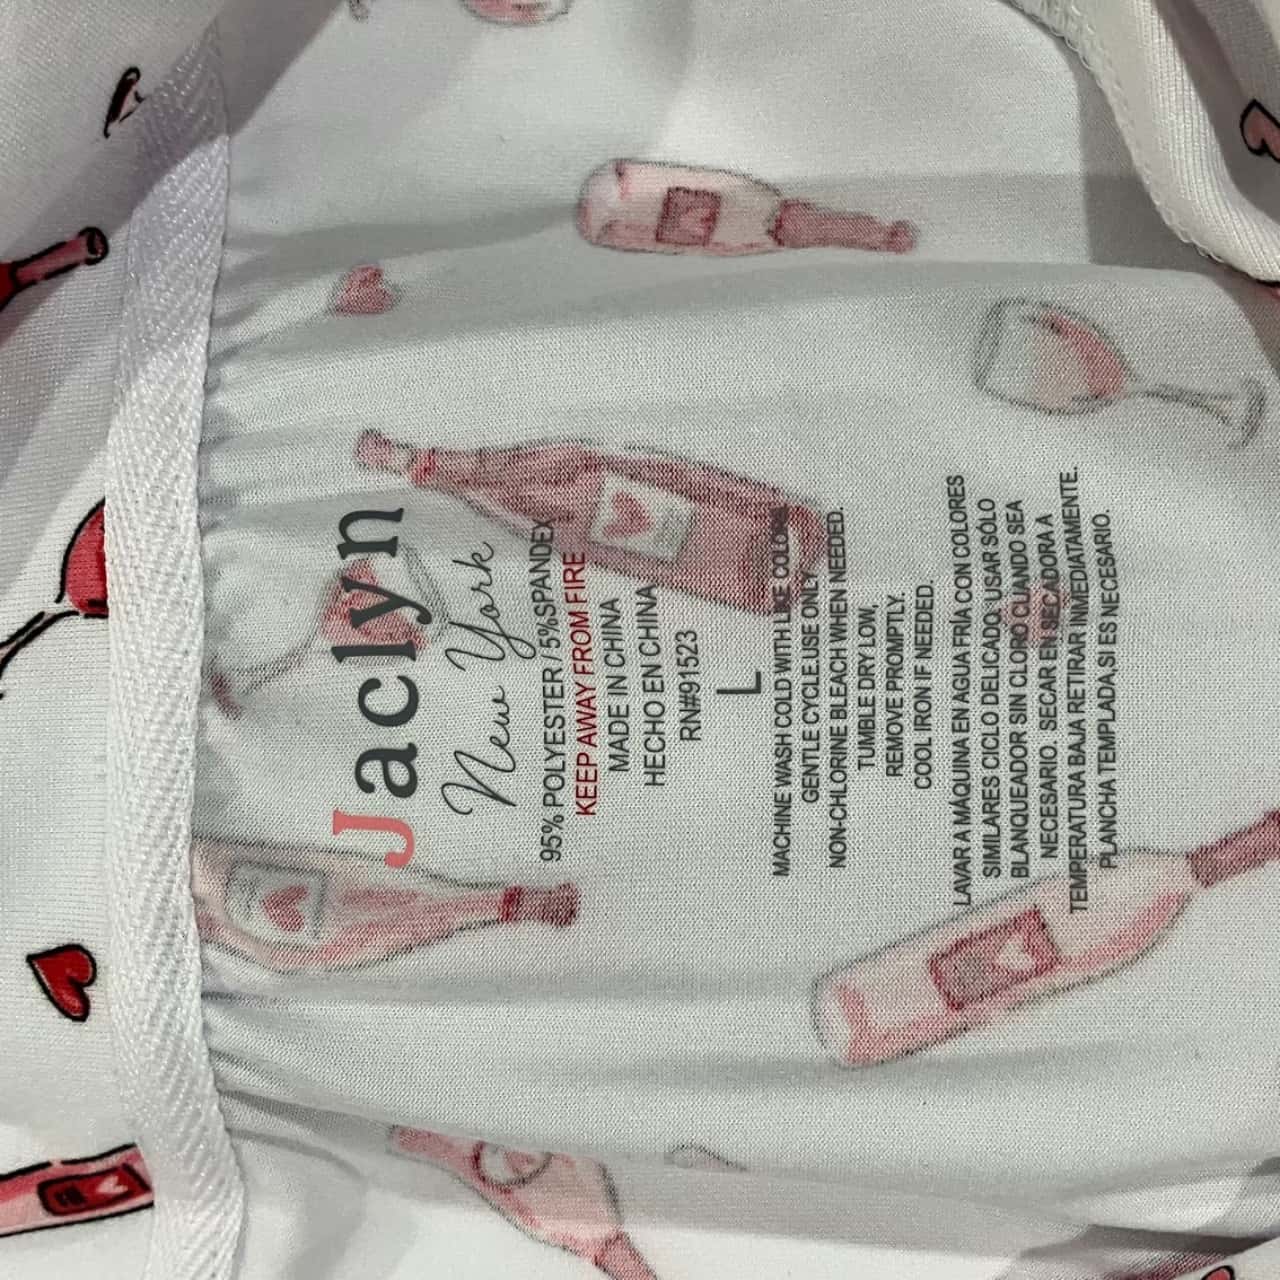 Jaclyn
New York
95% POLYESTER / 5%SPANDEX
KEEP AWAY FROM FIRE
MADE IN CHINA
HECHO EN CHINA
RN#91523
L
MACHINE WASH COLD WITH LIKE COLORS,
GENTLE CYCLE.USE ONLY
NON-CHLORINE BLEACH WHEN NEEDED.
TUMBLE DRY LOW,
REMOVE PROMPTLY.
COOL IRON IF NEEDED.
LAVAR A MÁQUINA EN AGUA FRÍA CON COLORES
SIMILARES CICLO DELICADO. USAR SÓLO
BLANQUEADOR SIN CLORO CUANDO SEA
NECESARIO. SECAR EN SECADORA A
TEMPERATURA BAJA RETIRAR INMEDIATAMENTE.
PLANCHA TEMPLADA,SI ES NECESARIO.